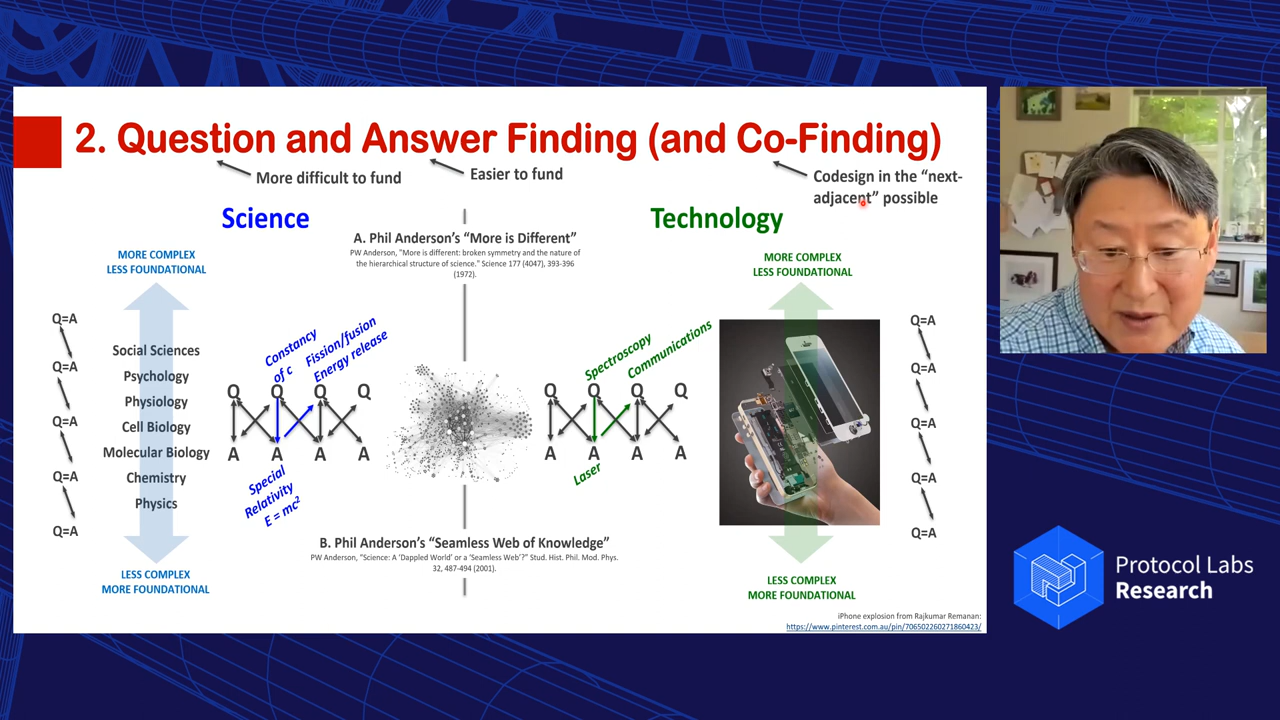 2. Question and Answer Finding (and Co-Finding)
More difficult to fund
Easier to fund
Codesign in the “next-
adjacent” possible
Science
Technology
A. Phil Anderson’s “More is Different”
PW Anderson, "More is different: broken symmetry and the nature of
the hierarchical structure of science." Science 177 (4047), 393-396
(1972).
MORE COMPLEX
LESS FOUNDATIONAL
MORE COMPLEX
LESS FOUNDATIONAL
Q=A
Q=A
Q=A
Q=A
Q=A
Social Sciences
Psychology
Physiology
Cell Biology
Molecular Biology
Chemistry
Physics
Constancy
of c
Fission/fusion
Energy release
Q Q Q Q
A A A A
Special
Relativity
E = mc²
Spectroscopy
Communications
Q Q Q Q
A A A A
Laser
Q=A
Q=A
Q=A
Q=A
Q=A
B. Phil Anderson’s “Seamless Web of Knowledge”
PW Anderson, “Science: A ‘Dappled World’ or a ‘Seamless Web’?” Stud. Hist. Phil. Mod. Phys.
32, 487-494 (2001).
LESS COMPLEX
MORE FOUNDATIONAL
LESS COMPLEX
MORE FOUNDATIONAL
iPhone explosion from Rajkumar Remanan:
https://www.pinterest.com.au/pin/706502260271860423/
Protocol Labs
Research